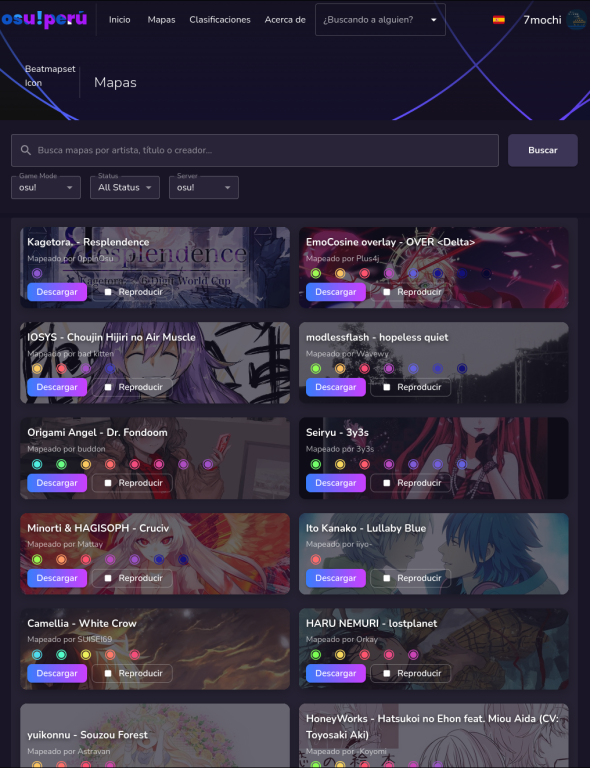 osu!perú
Inicio
Mapas
Clasificaciones
Acerca de
¿Buscando a alguien?
7mochi
Beatmapset
Icon
Mapas
Busca mapas por artista, título o creador...
Buscar
Game Mode
osu!
Status
All Status
Server
osu!
Kagetora. - Resplendence
Mapeado por 0ppInOsu
Descargar
Reproducir
EmoCosine overlay - OVER <Delta>
Mapeado por Plus4j
Descargar
Reproducir
IOSYS - Choujin Hijiri no Air Muscle
Mapeado por bad kitten
Descargar
Reproducir
modlessflash - hopeless quiet
Mapeado por Wavewy
Descargar
Reproducir
Origami Angel - Dr. Fondoom
Mapeado por buddon
Descargar
Reproducir
Seiryu - 3y3s
Mapeado por 3y3s
Descargar
Reproducir
Minorti & HAGISOPH - Cruciv
Mapeado por Mattay
Descargar
Reproducir
Ito Kanako - Lullaby Blue
Mapeado por iiyo-
Descargar
Reproducir
Camellia - White Crow
Mapeado por SUISEI69
Descargar
Reproducir
HARU NEMURI - lostplanet
Mapeado por Orkay
Descargar
Reproducir
yuikonnu - Souzou Forest
Mapeado por Astravan
HoneyWorks - Hatsukoi no Ehon feat. Miou Aida (CV:
Toyosaki Aki)
Mapeado por -Koyomi